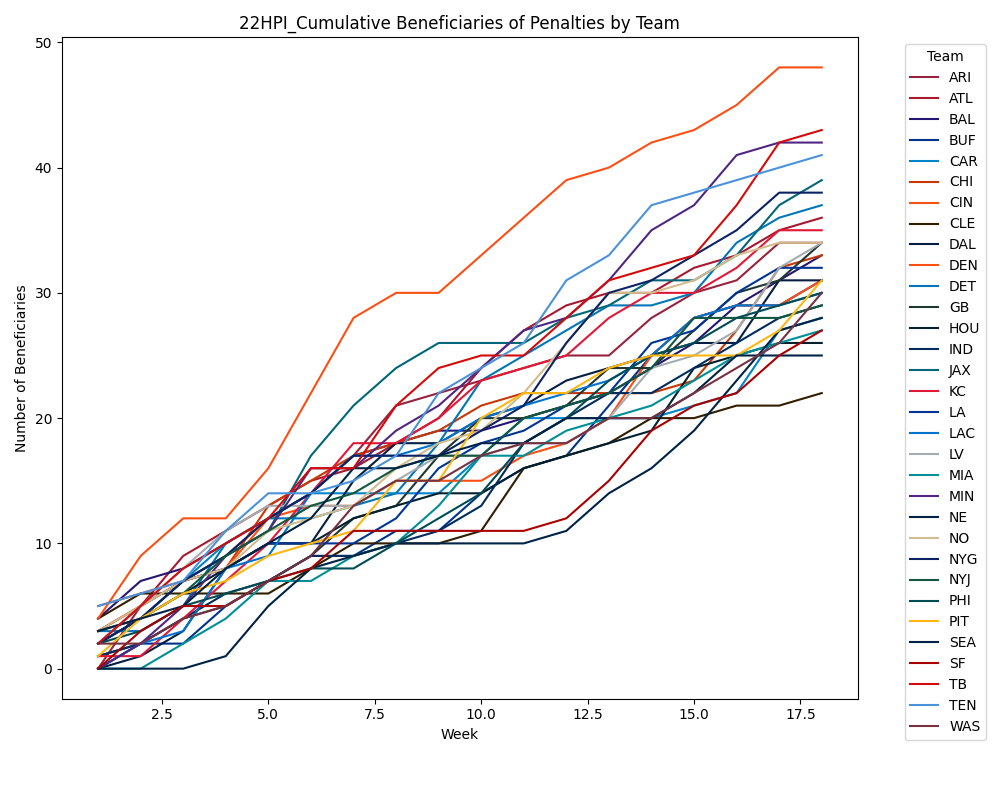 22HPI_Cumulative Beneficiaries of Penalties by Team
50
40
30
20
10
0
Number of Beneficiaries
2.5 5.0 7.5 10.0 12.5 15.0 17.5
Week
Team
ARI
ATL
BAL
BUF
CAR
CHI
CIN
CLE
DAL
DEN
DET
GB
HOU
IND
JAX
KC
LA
LAC
LV
MIA
MIN
NE
NO
NYG
NYJ
PHI
PIT
SEA
SF
TB
TEN
WAS